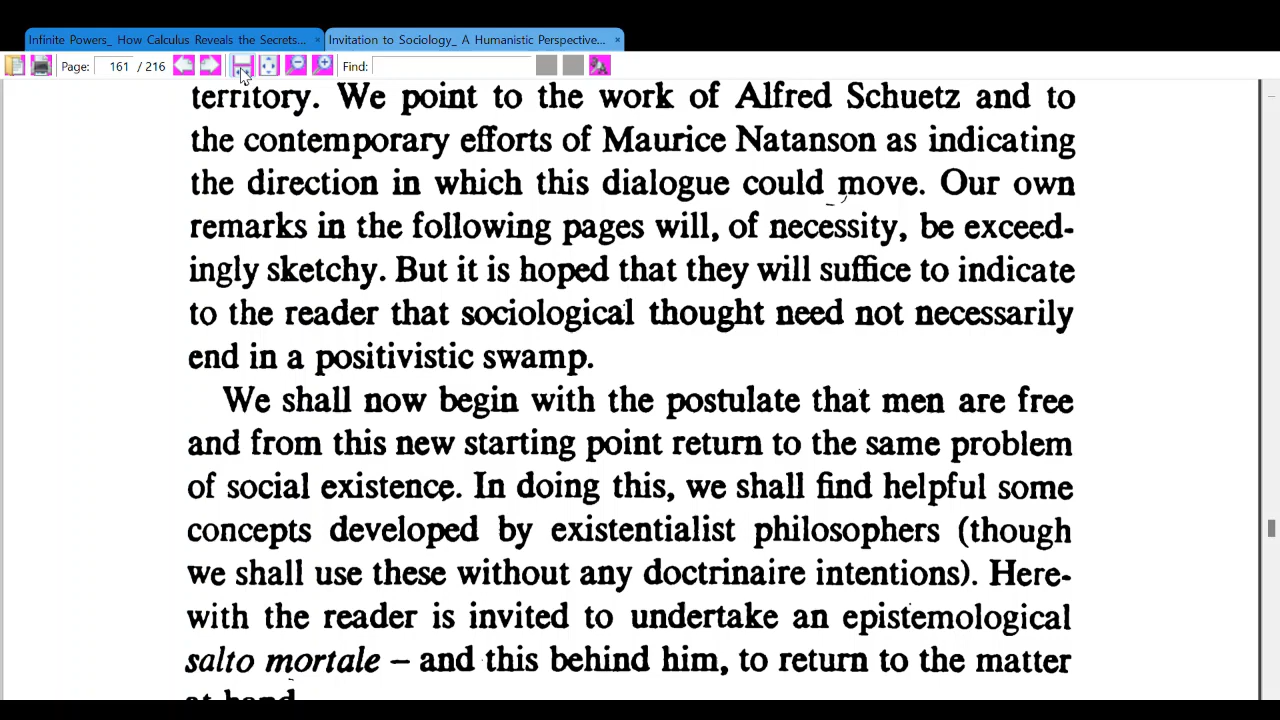 Infinite Powers_ How Calculus Reveals the Secrets... × Invitation to Sociology_ A Humanistic Perspective... ×
Page: 161 / 216 Find:
territory. We point to the work of Alfred Schuetz and to
the contemporary efforts of Maurice Natanson as indicating
the direction in which this dialogue could move. Our own
remarks in the following pages will, of necessity, be exceed-
ingly sketchy. But it is hoped that they will suffice to indicate
to the reader that sociological thought need not necessarily
end in a positivistic swamp.
We shall now begin with the postulate that men are free
and from this new starting point return to the same problem
of social existence. In doing this, we shall find helpful some
concepts developed by existentialist philosophers (though
we shall use these without any doctrinaire intentions). Here-
with the reader is invited to undertake an epistemological
salto mortale – and this behind him, to return to the matter
at hand.